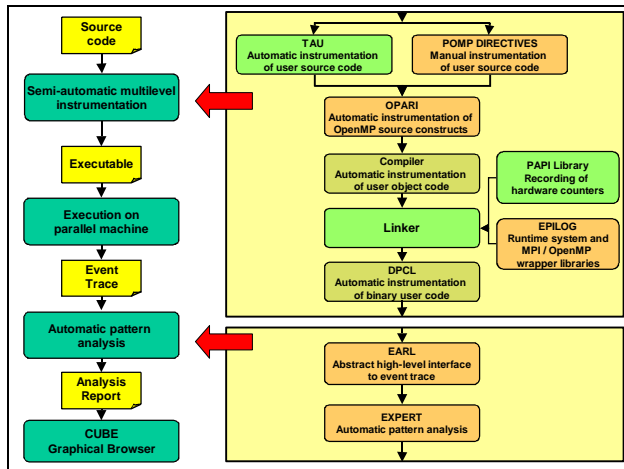 Source
code
Semi-automatic multilevel
instrumentation
Executable
Execution on
parallel machine
Event
Trace
Automatic pattern
analysis
Analysis
Report
CUBE
Graphical Browser
TAU
Automatic instrumentation
of user source code
POMP DIRECTIVES
Manual instrumentation
of user source code
OPARI
Automatic instrumentation of
OpenMP source constructs
Compiler
Automatic instrumentation
of user object code
PAPI Library
Recording of
hardware counters
Linker
EPILOG
Runtime system and
MPI / OpenMP
wrapper libraries
DPCL
Automatic instrumentation
of binary user code
EARL
Abstract high-level interface
to event trace
EXPERT
Automatic pattern analysis